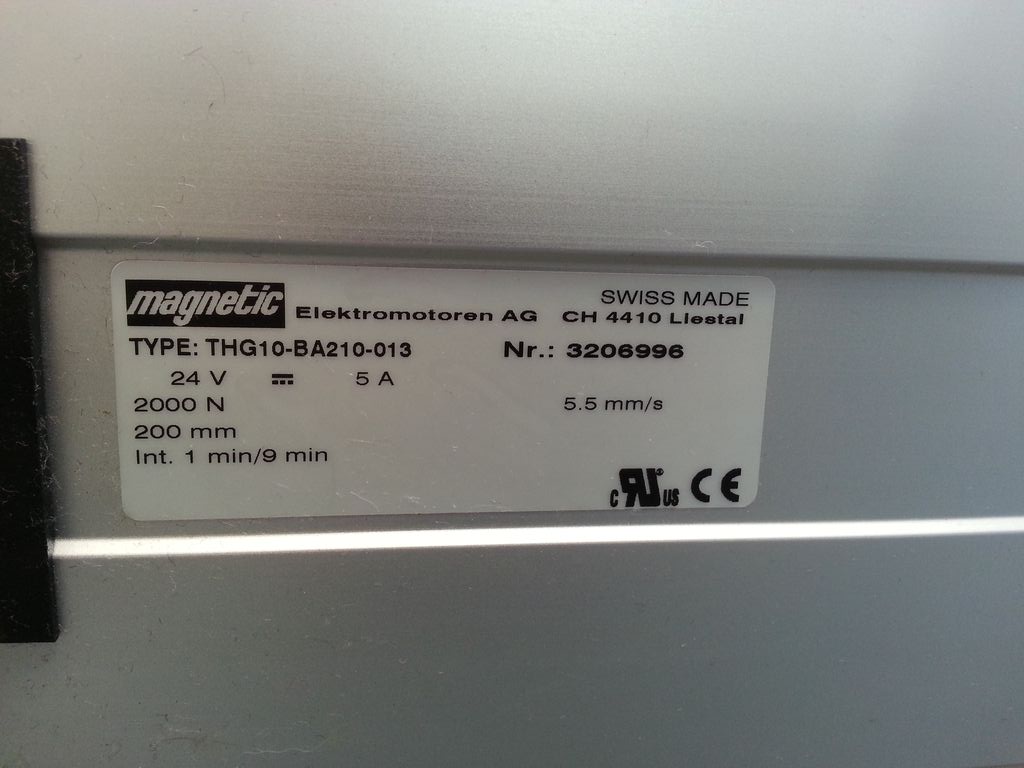 magnetic Elektromotoren AG SWISS MADE CH 4410 Liestal
TYPE: THG10-BA210-013 Nr.: 3206996
24 V 5 A
2000 N 5.5 mm/s
200 mm
Int. 1 min/9 min
c RU US CE